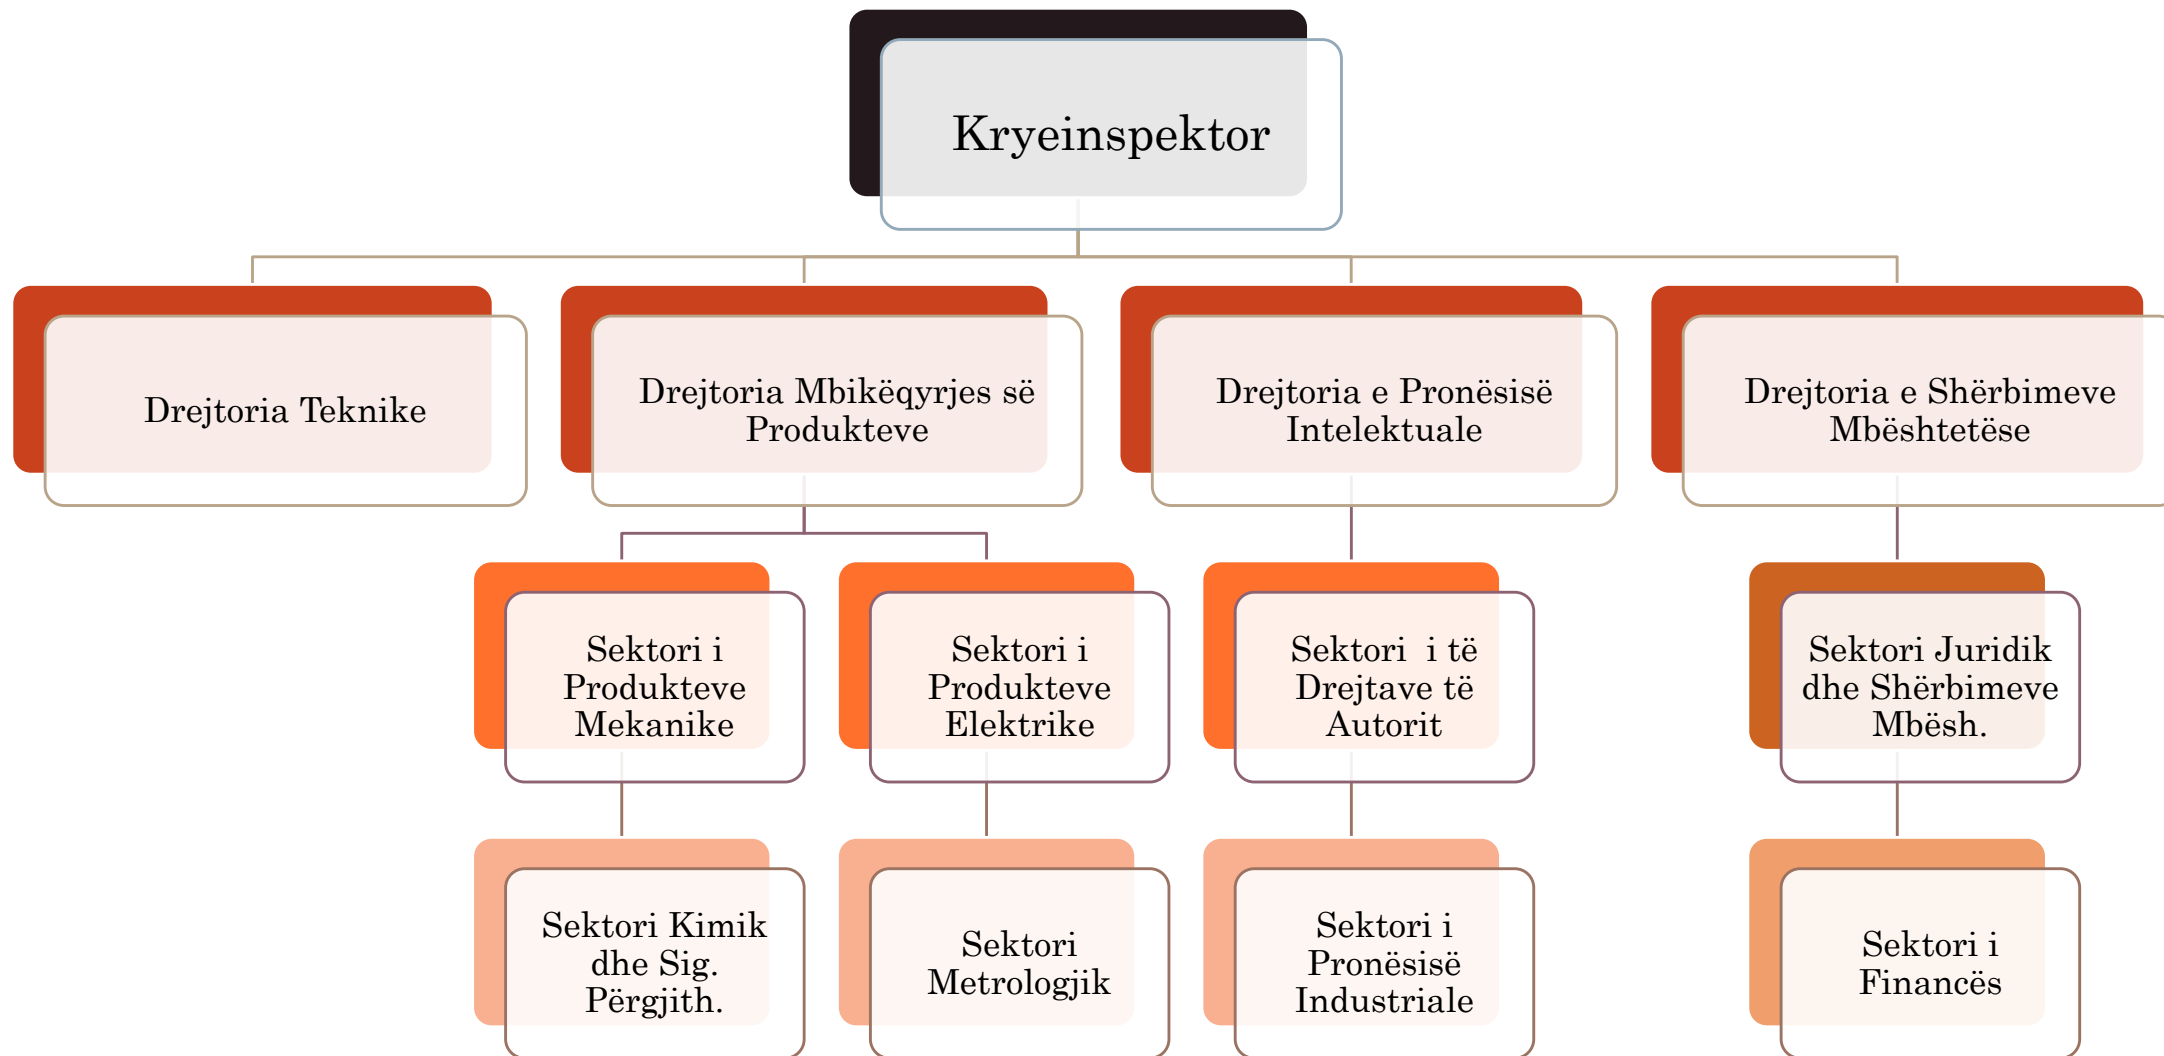 Kryeinspektor
Drejtoria Teknike
Drejtoria Mbikëqyrjes së
Produkteve
Drejtoria e Pronësisë
Intelektuale
Drejtoria e Shërbimeve
Mbështetëse
Sektori i
Produkteve
Mekanike
Sektori i
Produkteve
Elektrike
Sektori i të
Drejtave të
Autorit
Sektori Juridik
dhe Shërbimeve
Mbësh.
Sektori Kimik
dhe Sig.
Përgjith.
Sektori
Metrologjik
Sektori i
Pronësisë
Industriale
Sektori i
Financës